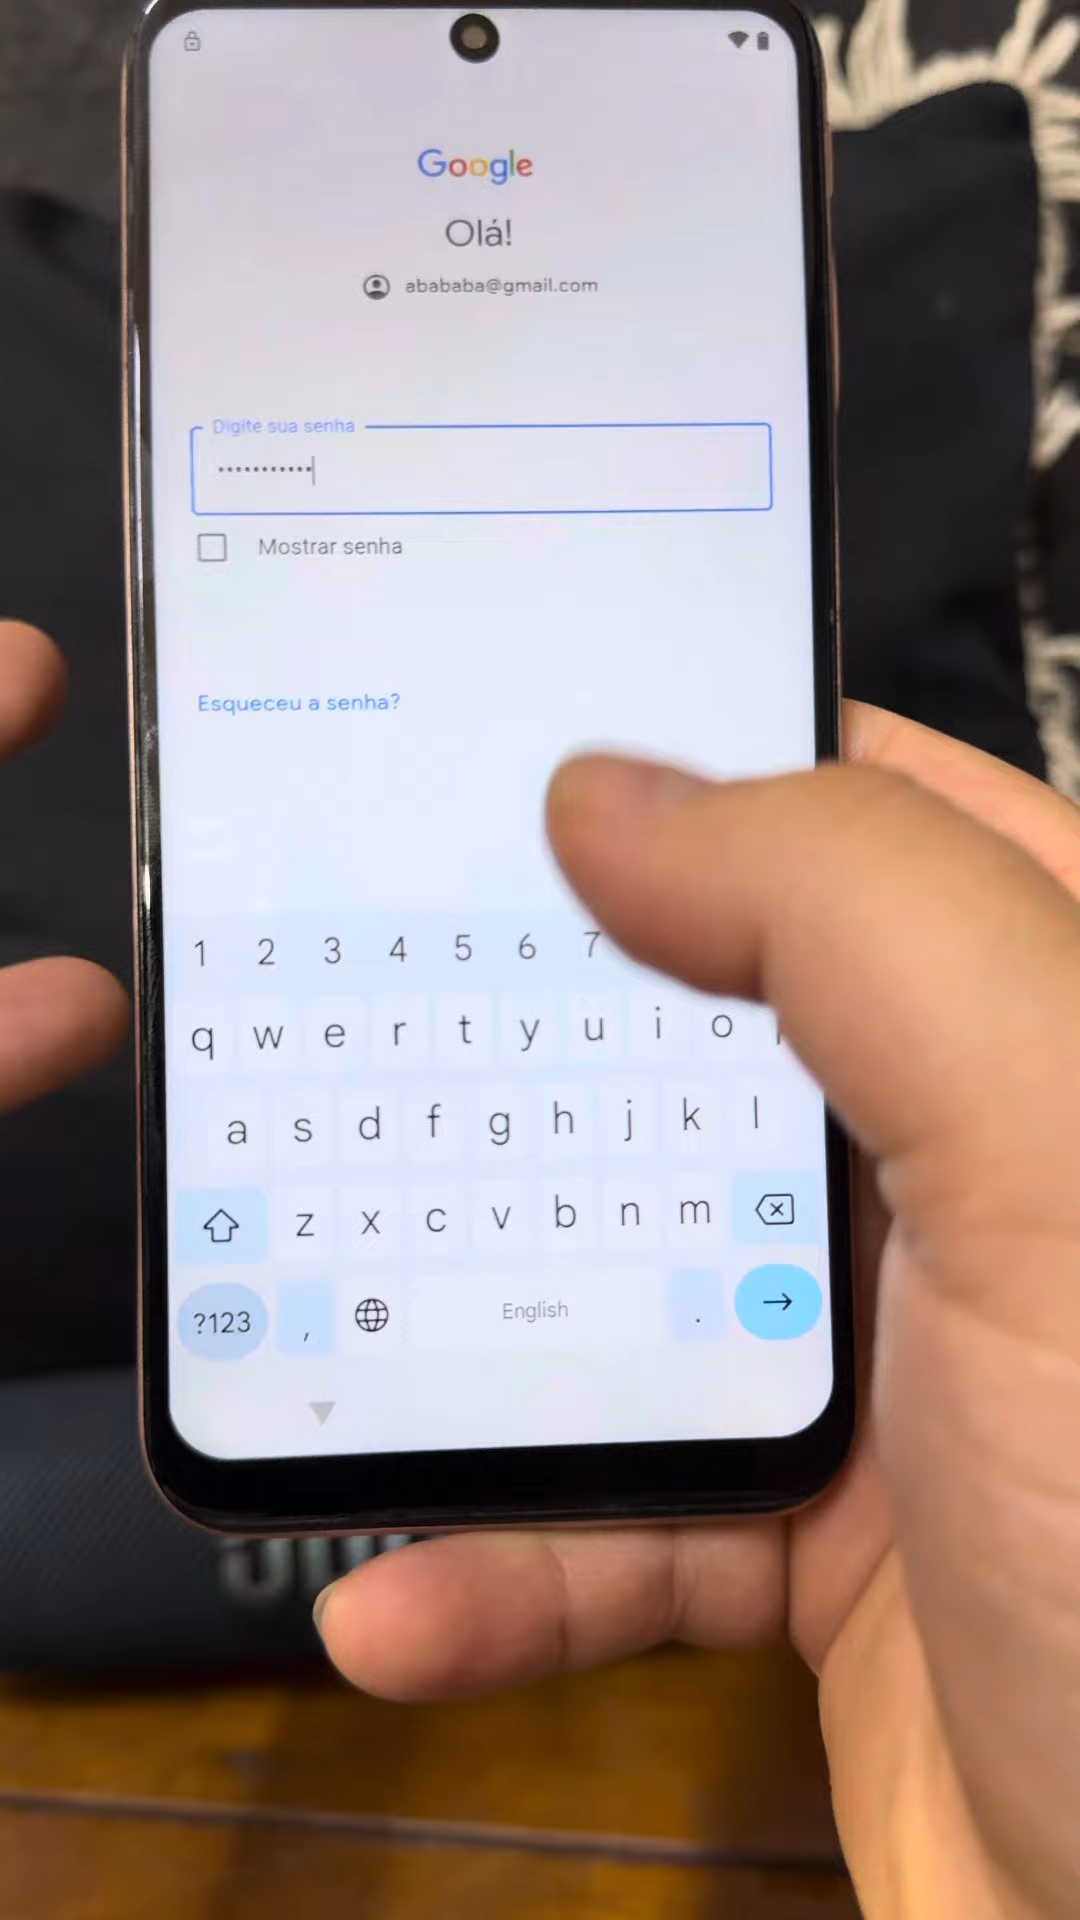 Google
Olá!
abababa@gmail.com
Digite sua senha
•••••••••••
Mostrar senha
Esqueceu a senha?
1 2 3 4 5 6 7
q w e r t y u i o
a s d f g h j k l
z x c v b n m
?123 , English .